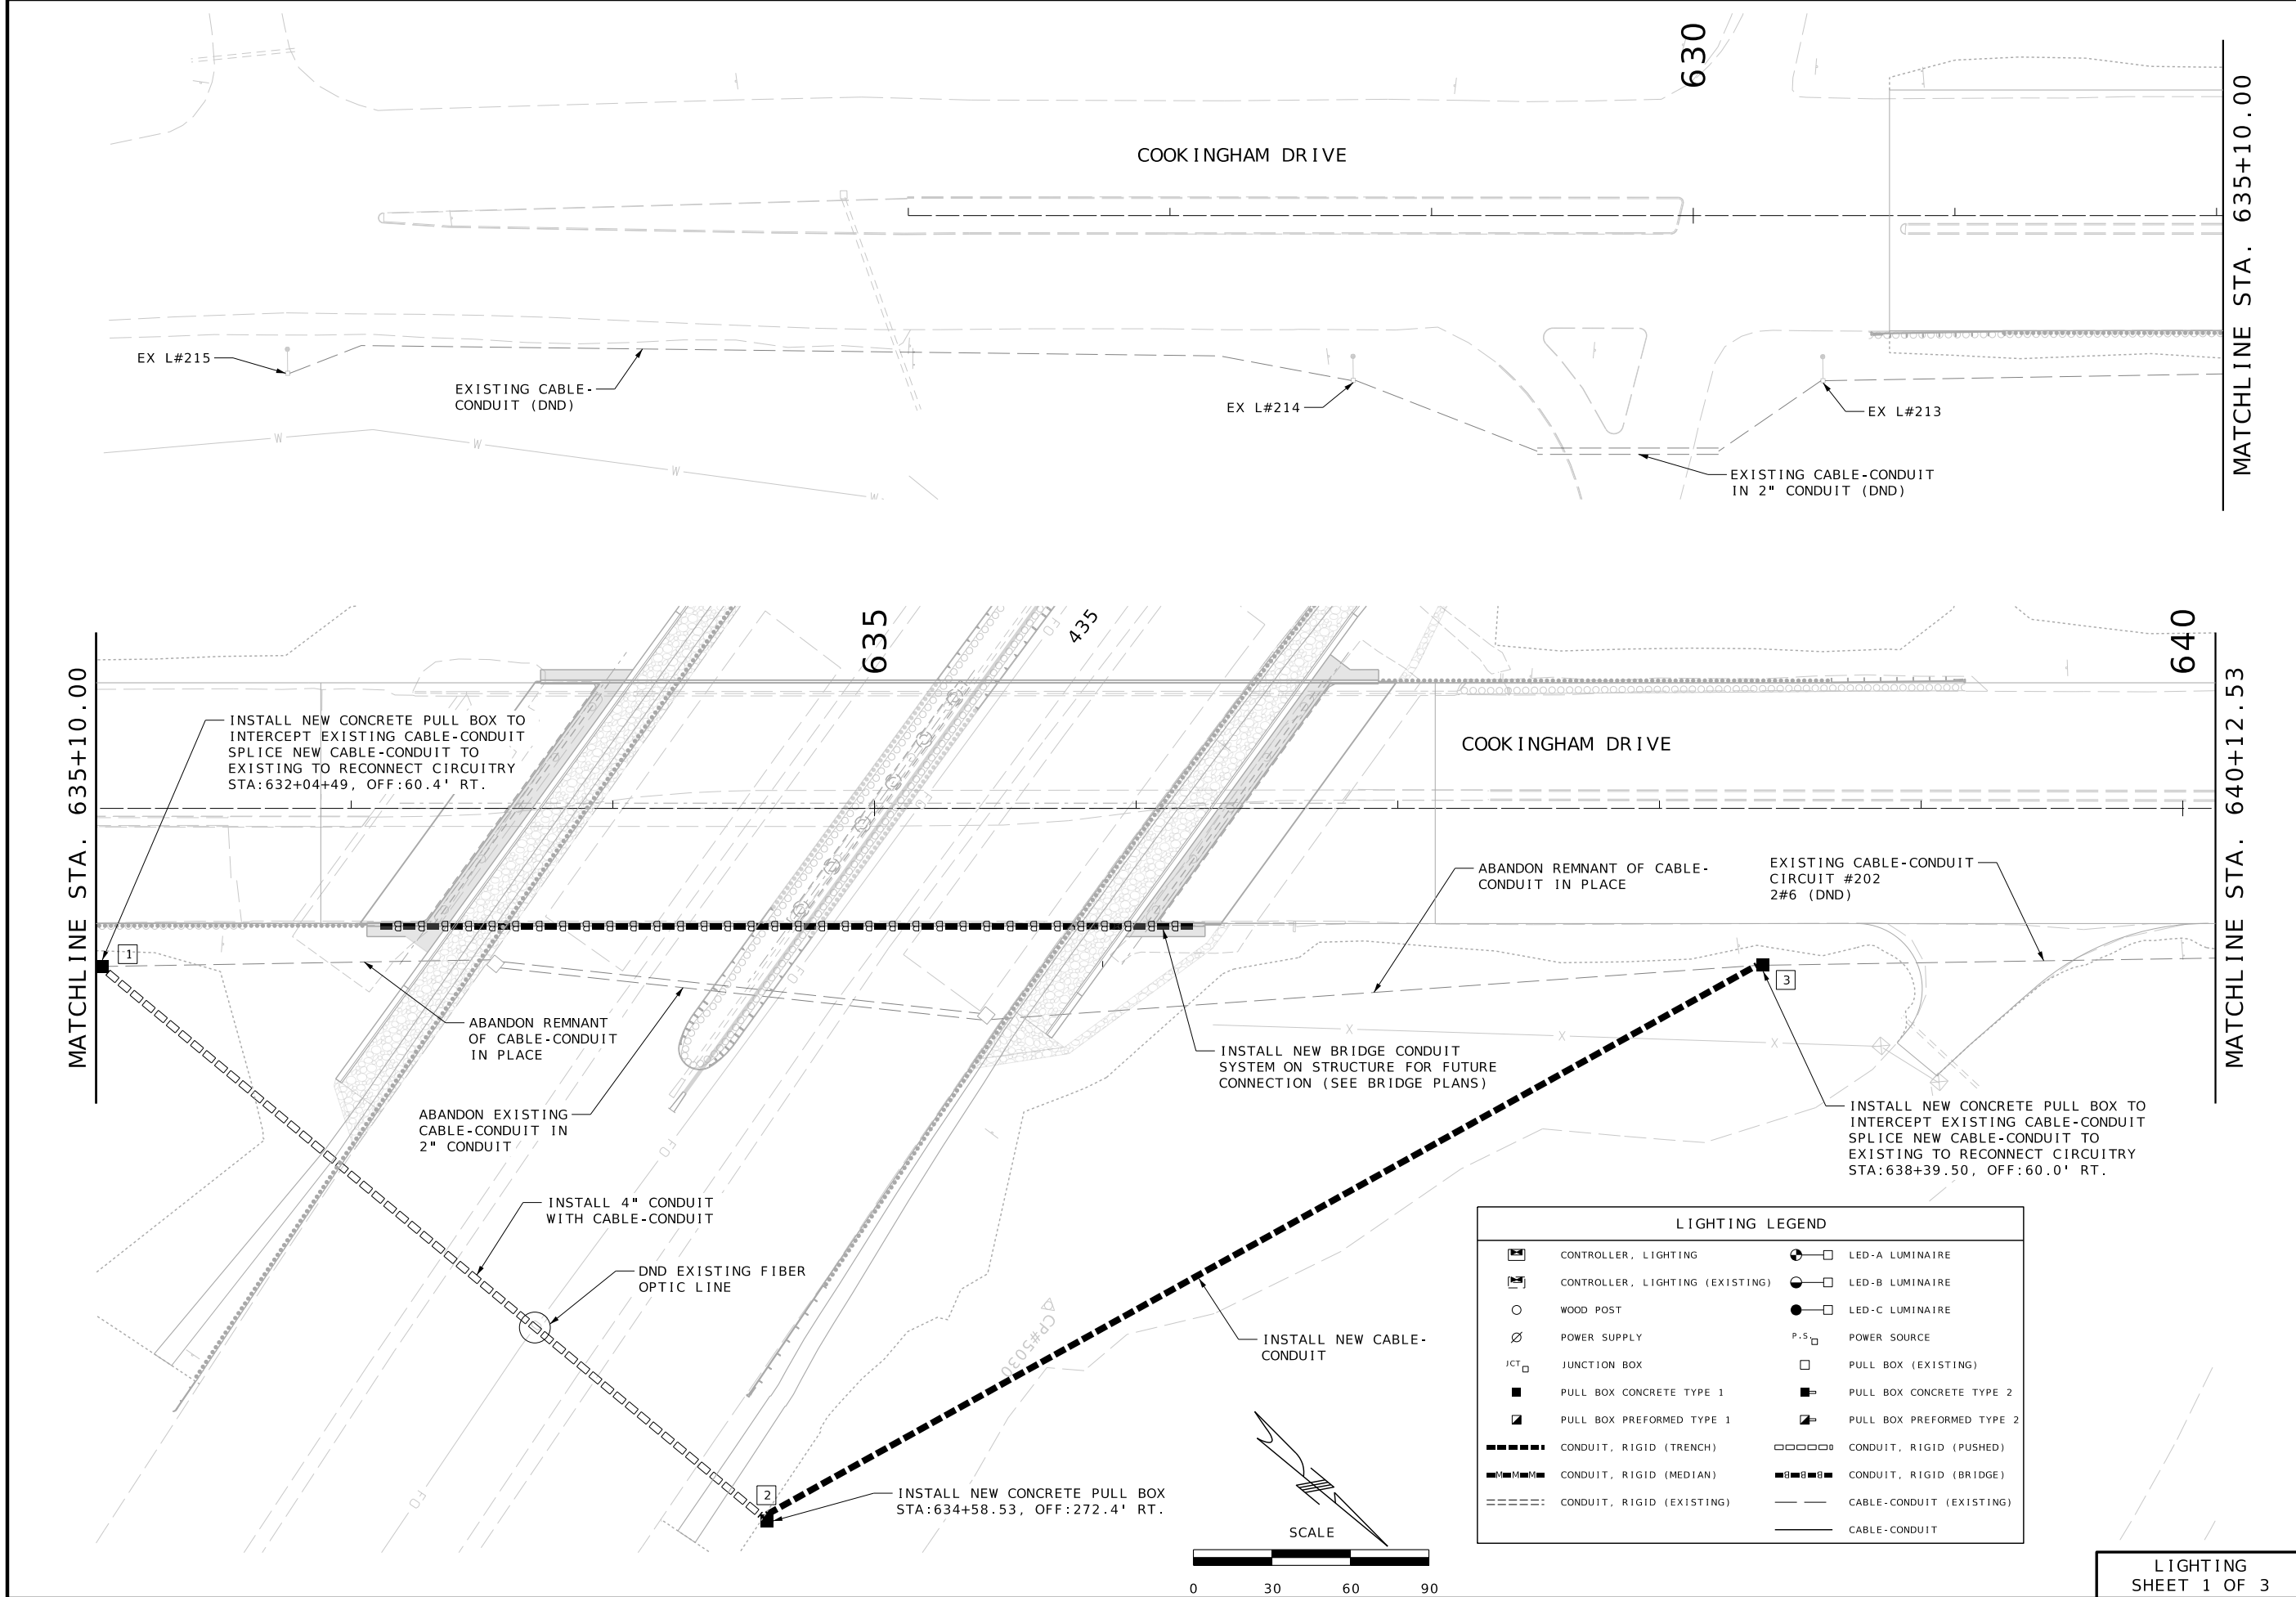 630
COOKINGHAM DRIVE
MATCHLINE STA. 635+10.00
EX L#215
EXISTING CABLE-
CONDUIT (DND)
EX L#214
EX L#213
EXISTING CABLE-CONDUIT
IN 2" CONDUIT (DND)
W
W
W
W
MATCHLINE STA. 635+10.00
635
435
640
MATCHLINE STA. 640+12.53
INSTALL NEW CONCRETE PULL BOX TO
INTERCEPT EXISTING CABLE-CONDUIT
SPLICE NEW CABLE-CONDUIT TO
EXISTING TO RECONNECT CIRCUITRY
STA:632+04+49, OFF:60.4' RT.
COOKINGHAM DRIVE
ABANDON REMNANT OF CABLE-
CONDUIT IN PLACE
EXISTING CABLE-CONDUIT
CIRCUIT #202
2#6 (DND)
1
3
FO
FO
FO
FO
FO
X
X
X
ABANDON REMNANT
OF CABLE-CONDUIT
IN PLACE
INSTALL NEW BRIDGE CONDUIT
SYSTEM ON STRUCTURE FOR FUTURE
CONNECTION (SEE BRIDGE PLANS)
ABANDON EXISTING
CABLE-CONDUIT IN
2" CONDUIT
INSTALL NEW CONCRETE PULL BOX TO
INTERCEPT EXISTING CABLE-CONDUIT
SPLICE NEW CABLE-CONDUIT TO
EXISTING TO RECONNECT CIRCUITRY
STA:638+39.50, OFF:60.0' RT.
INSTALL 4" CONDUIT
WITH CABLE-CONDUIT
DND EXISTING FIBER
OPTIC LINE
CP#5030
INSTALL NEW CABLE-
CONDUIT
2
INSTALL NEW CONCRETE PULL BOX
STA:634+58.53, OFF:272.4' RT.
SCALE
0 30 60 90
LIGHTING LEGEND
CONTROLLER, LIGHTING
LED-A LUMINAIRE
CONTROLLER, LIGHTING (EXISTING)
LED-B LUMINAIRE
WOOD POST
LED-C LUMINAIRE
POWER SUPPLY
P.S. POWER SOURCE
JCT JUNCTION BOX
PULL BOX (EXISTING)
PULL BOX CONCRETE TYPE 1
PULL BOX CONCRETE TYPE 2
PULL BOX PREFORMED TYPE 1
PULL BOX PREFORMED TYPE 2
CONDUIT, RIGID (TRENCH)
CONDUIT, RIGID (PUSHED)
M M M CONDUIT, RIGID (MEDIAN)
B B B CONDUIT, RIGID (BRIDGE)
CONDUIT, RIGID (EXISTING)
CABLE-CONDUIT (EXISTING)
CABLE-CONDUIT
LIGHTING
SHEET 1 OF 3